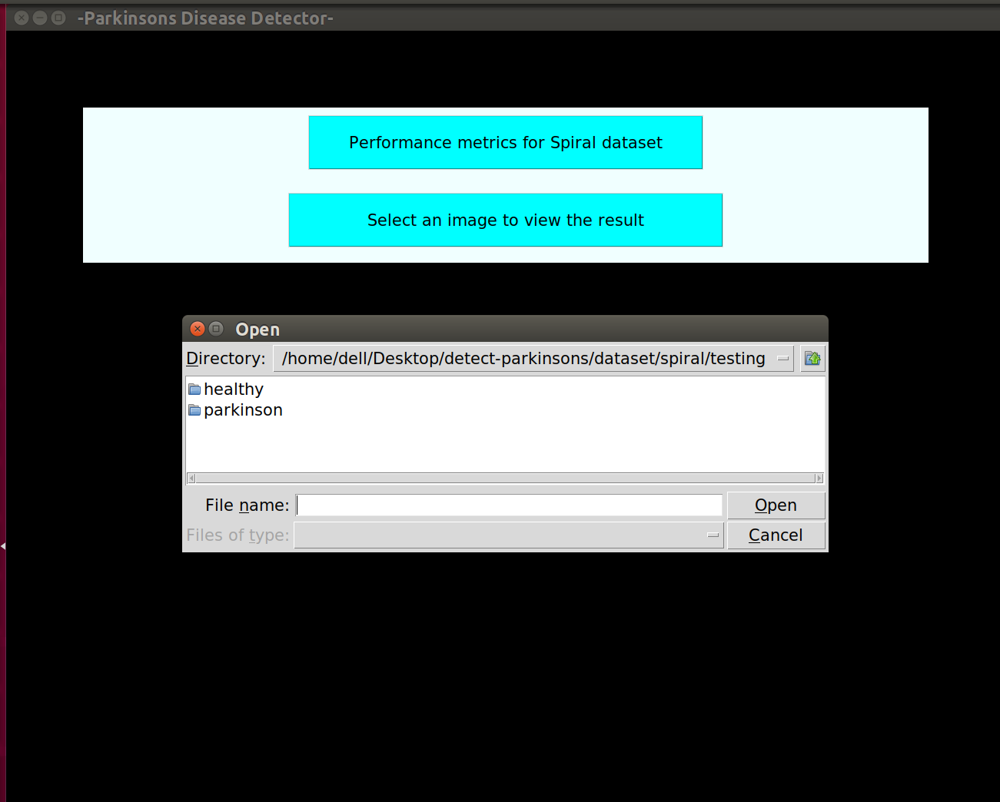 -Parkinsons Disease Detector-
Performance metrics for Spiral dataset
Select an image to view the result
Open
Directory: /home/dell/Desktop/detect-parkinsons/dataset/spiral/testing
healthy
parkinson
File name: Open
Files of type: Cancel